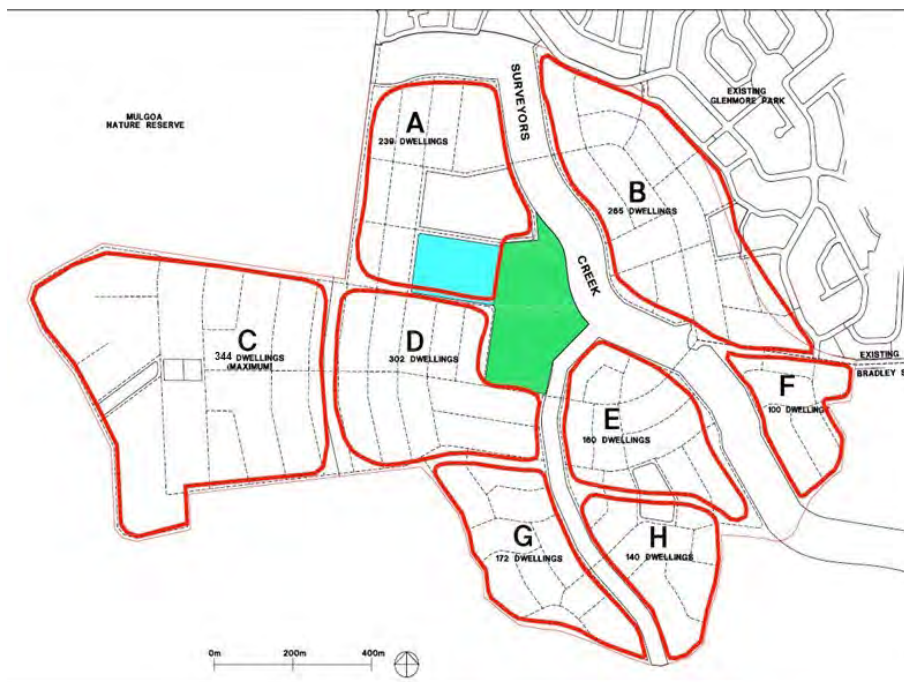 SURVEYORS
CREEK
MULGOA
NATURE RESERVE
EXISTING
GLENMORE PARK
A
239 DWELLINGS
B
265 DWELLINGS
C
344 DWELLINGS
(MAXIMUM)
D
302 DWELLINGS
EXISTING
BRADLEY S
F
100 DWELLING
E
160 DWELLINGS
G
172 DWELLINGS
H
140 DWELLINGS
0m 200m 400m